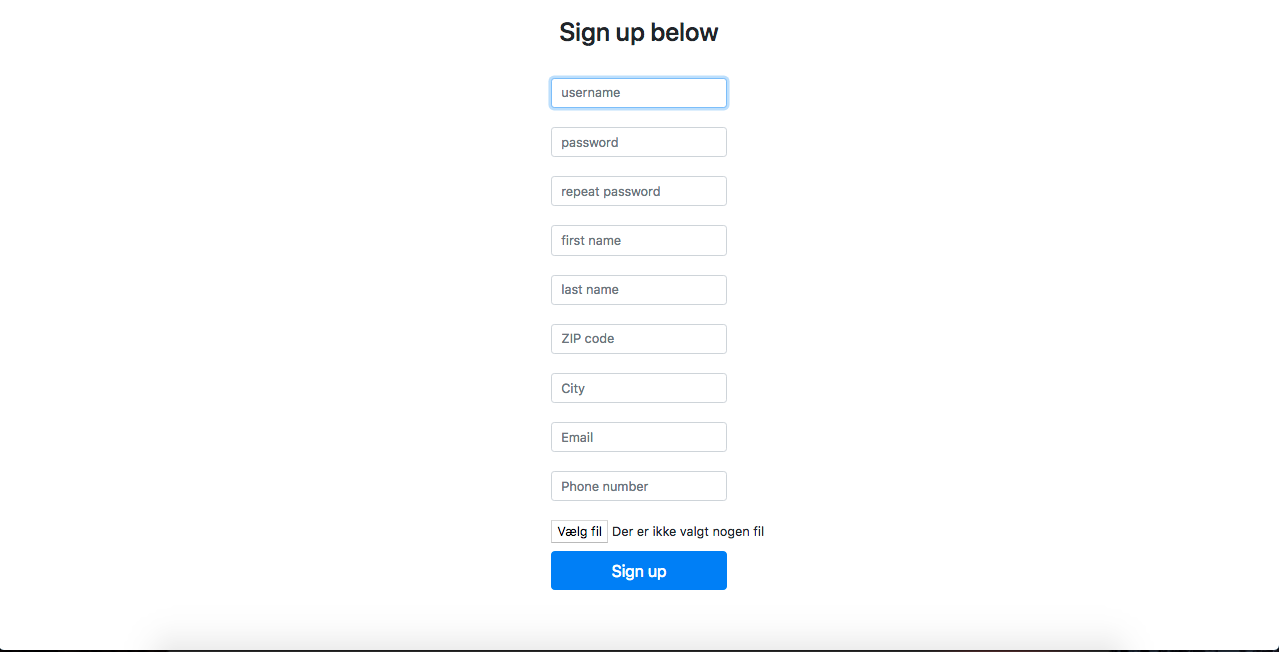 Sign up below
username
password
repeat password
first name
last name
ZIP code
City
Email
Phone number
Vælg fil Der er ikke valgt nogen fil
Sign up